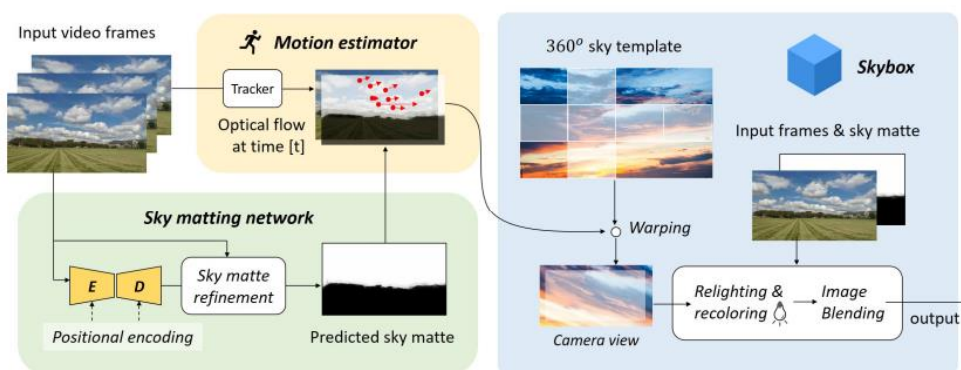 Input video frames
Motion estimator
Tracker
Optical flow
at time [t]
Sky matting network
E
D
Sky matte
refinement
Positional encoding
Predicted sky matte
360° sky template
Skybox
Input frames & sky matte
Warping
Camera view
Relighting &
recoloring
Image
Blending
output